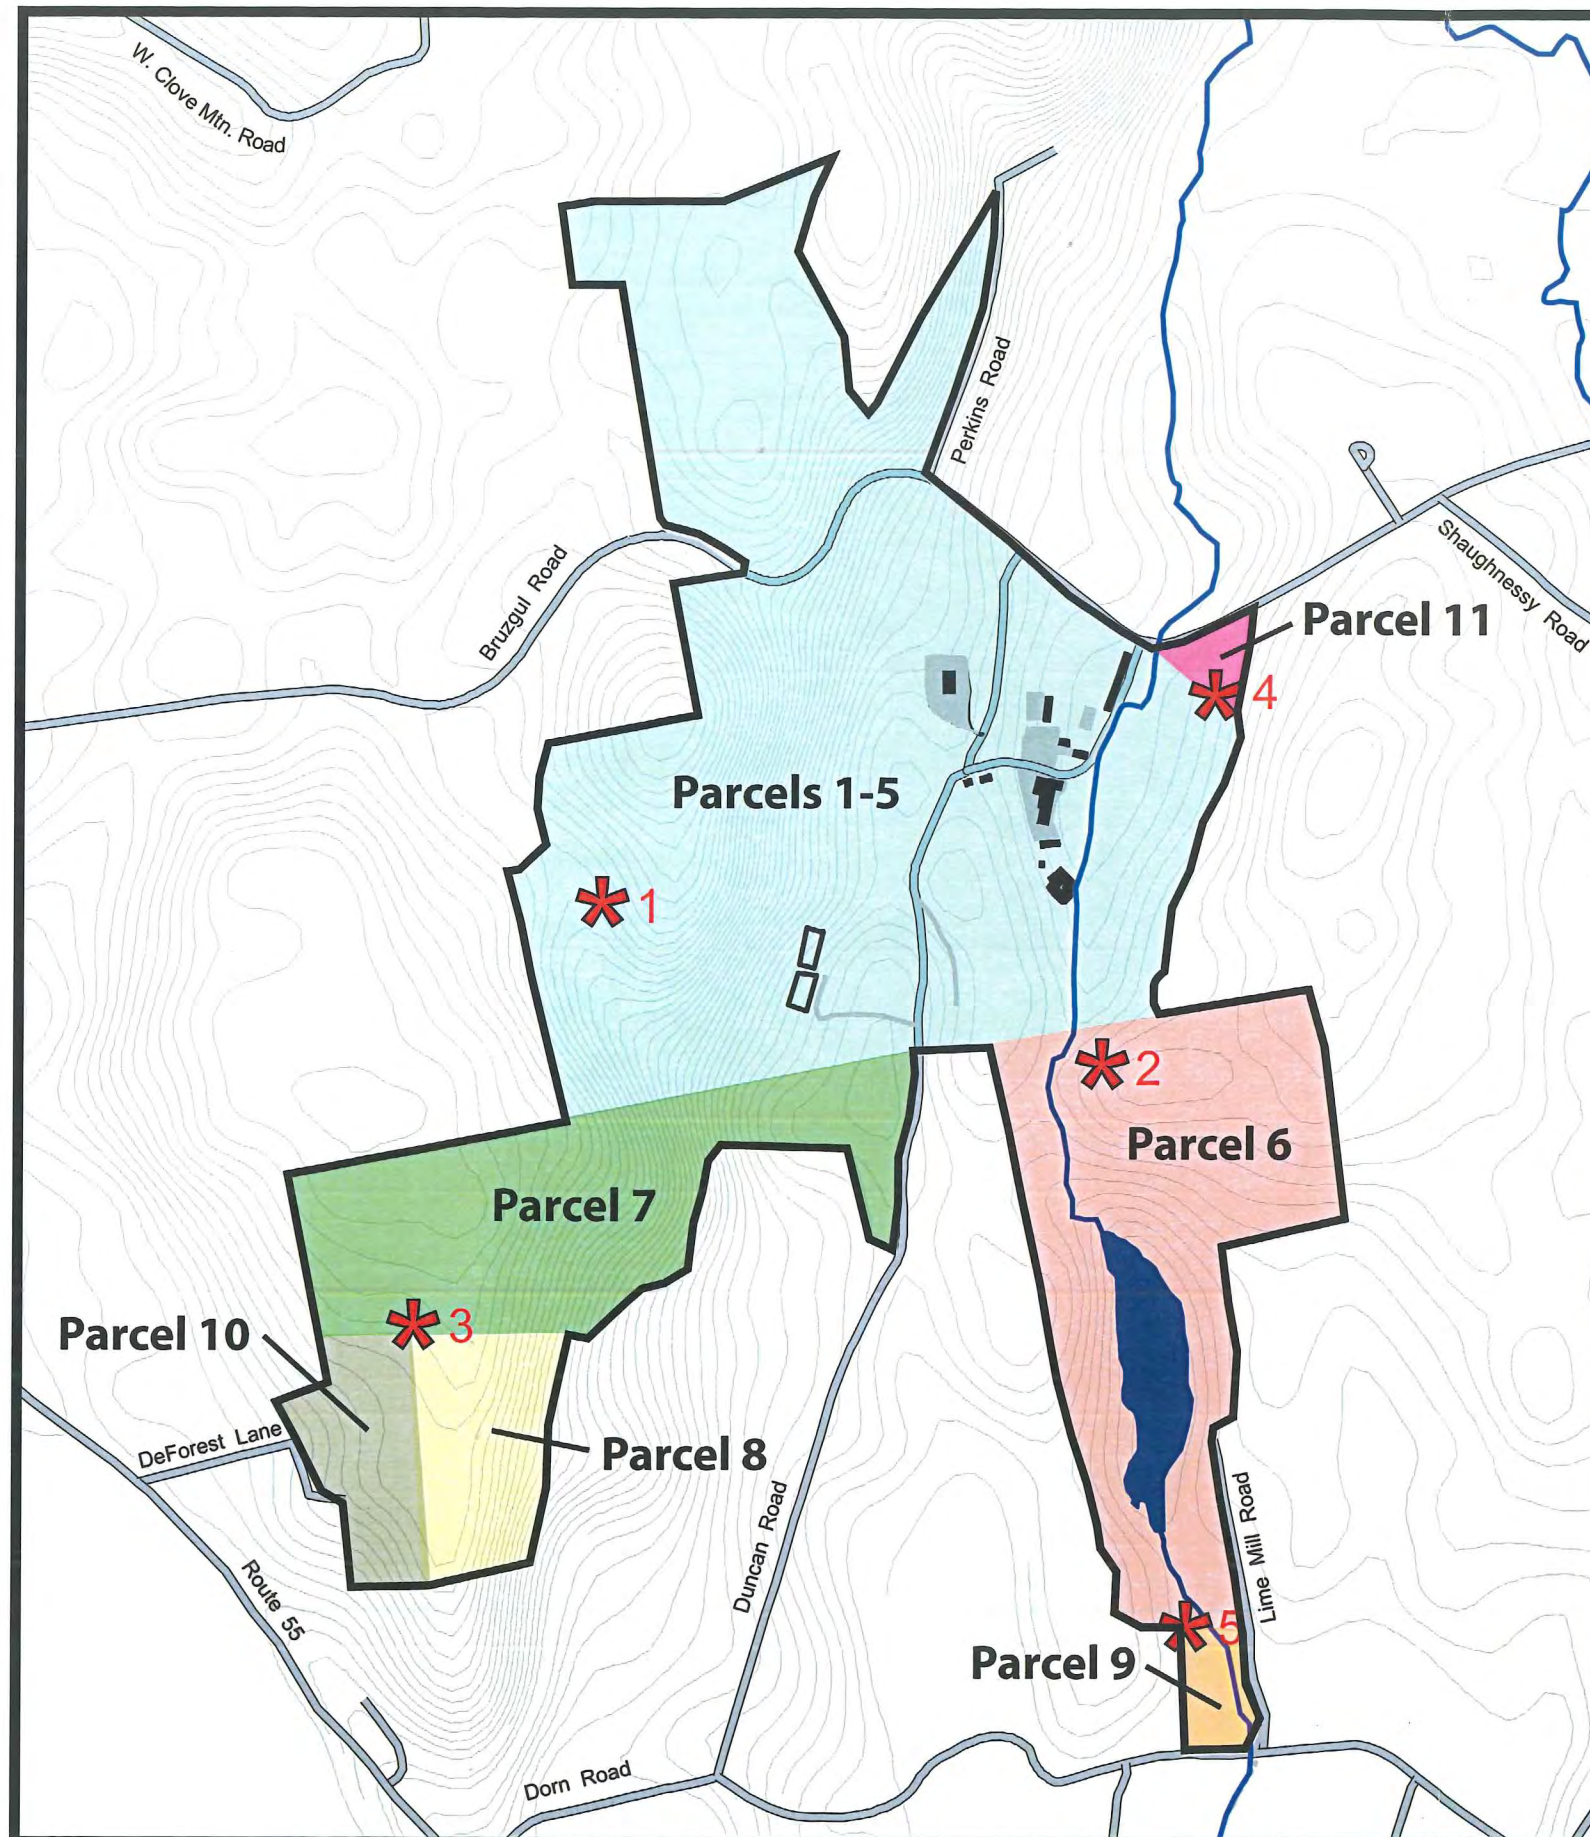 W. Clove Mtn. Road
Perkins Road
Shaughnessy Road
Bruzgul Road
Parcel 11
4
Parcels 1-5
1
2
Parcel 6
Parcel 7
Parcel 10
3
DeForest Lane
Parcel 8
Route 55
Duncan Road
Lime Mill Road
5
Parcel 9
Dorn Road